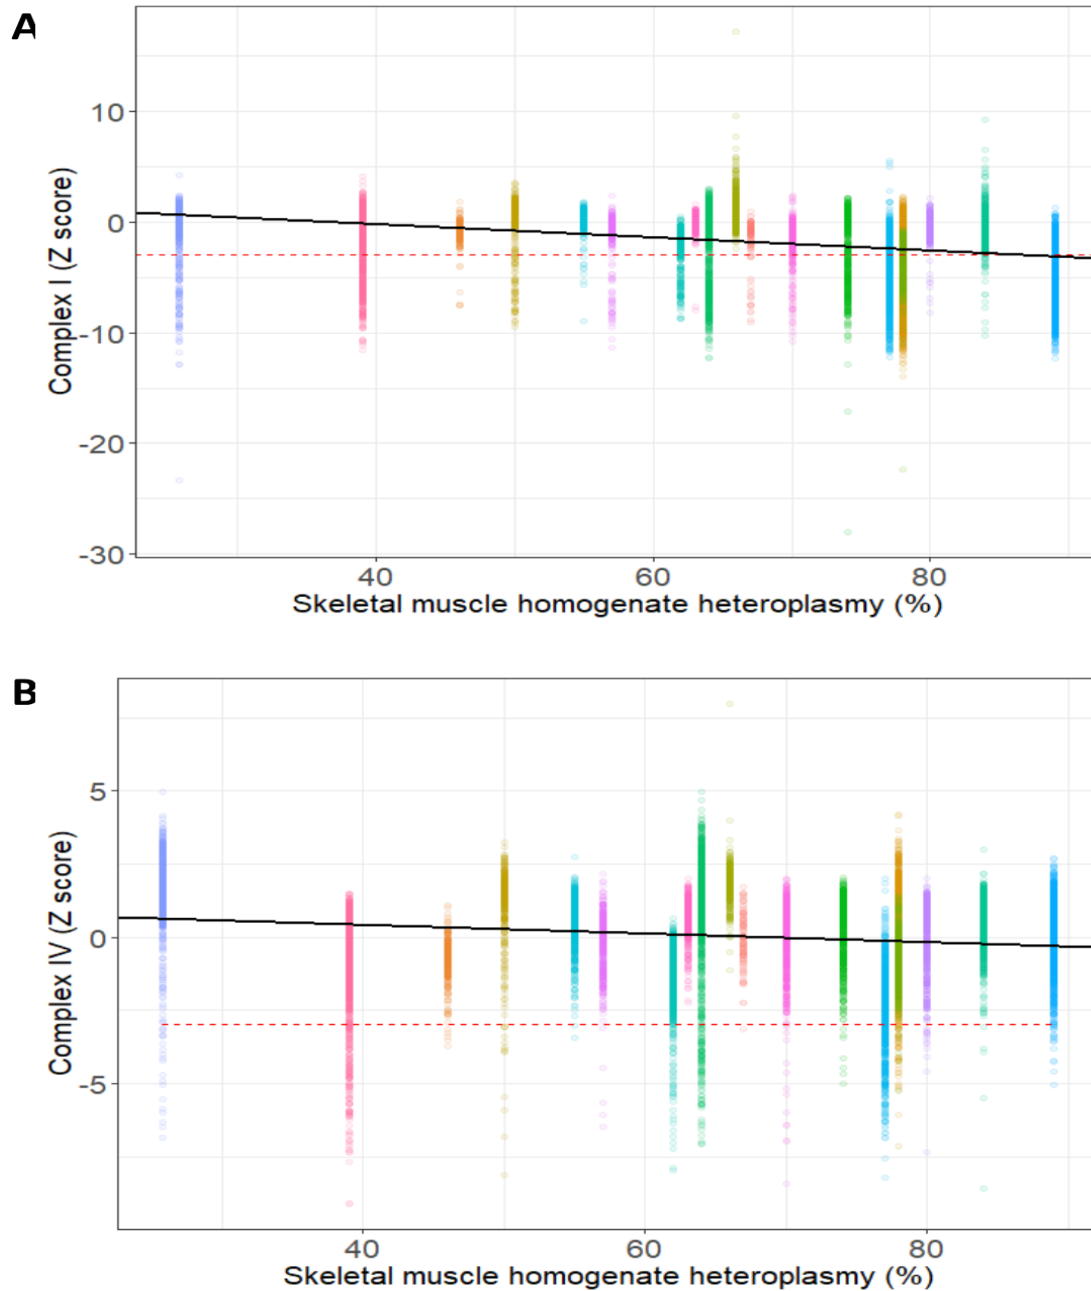 A
Complex I (Z score)
10
0
-10
-20
-30
40 60 80
Skeletal muscle homogenate heteroplasmy (%)
B
Complex IV (Z score)
5
0
-5
40 60 80
Skeletal muscle homogenate heteroplasmy (%)